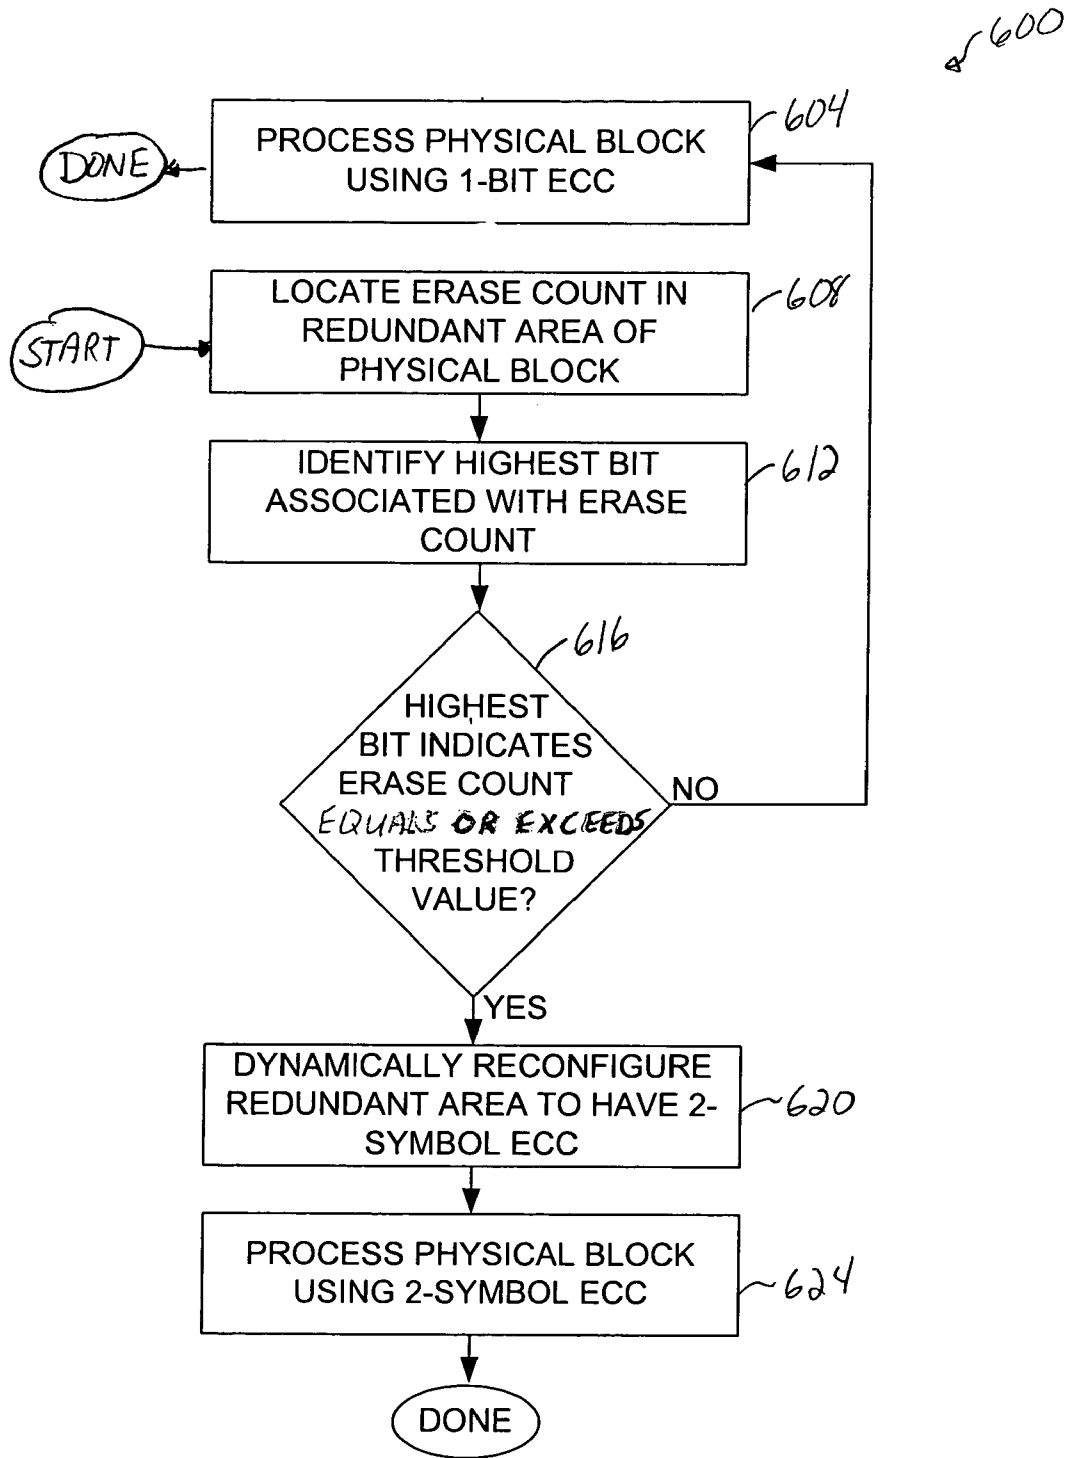 600
604
DONE
PROCESS PHYSICAL BLOCK
USING 1-BIT ECC
608
START
LOCATE ERASE COUNT IN
REDUNDANT AREA OF
PHYSICAL BLOCK
612
IDENTIFY HIGHEST BIT
ASSOCIATED WITH ERASE
COUNT
616
HIGHEST
BIT INDICATES
ERASE COUNT
EQUALS OR EXCEEDS
THRESHOLD
VALUE?
NO
YES
DYNAMICALLY RECONFIGURE
REDUNDANT AREA TO HAVE 2-
SYMBOL ECC
620
PROCESS PHYSICAL BLOCK
USING 2-SYMBOL ECC
624
DONE